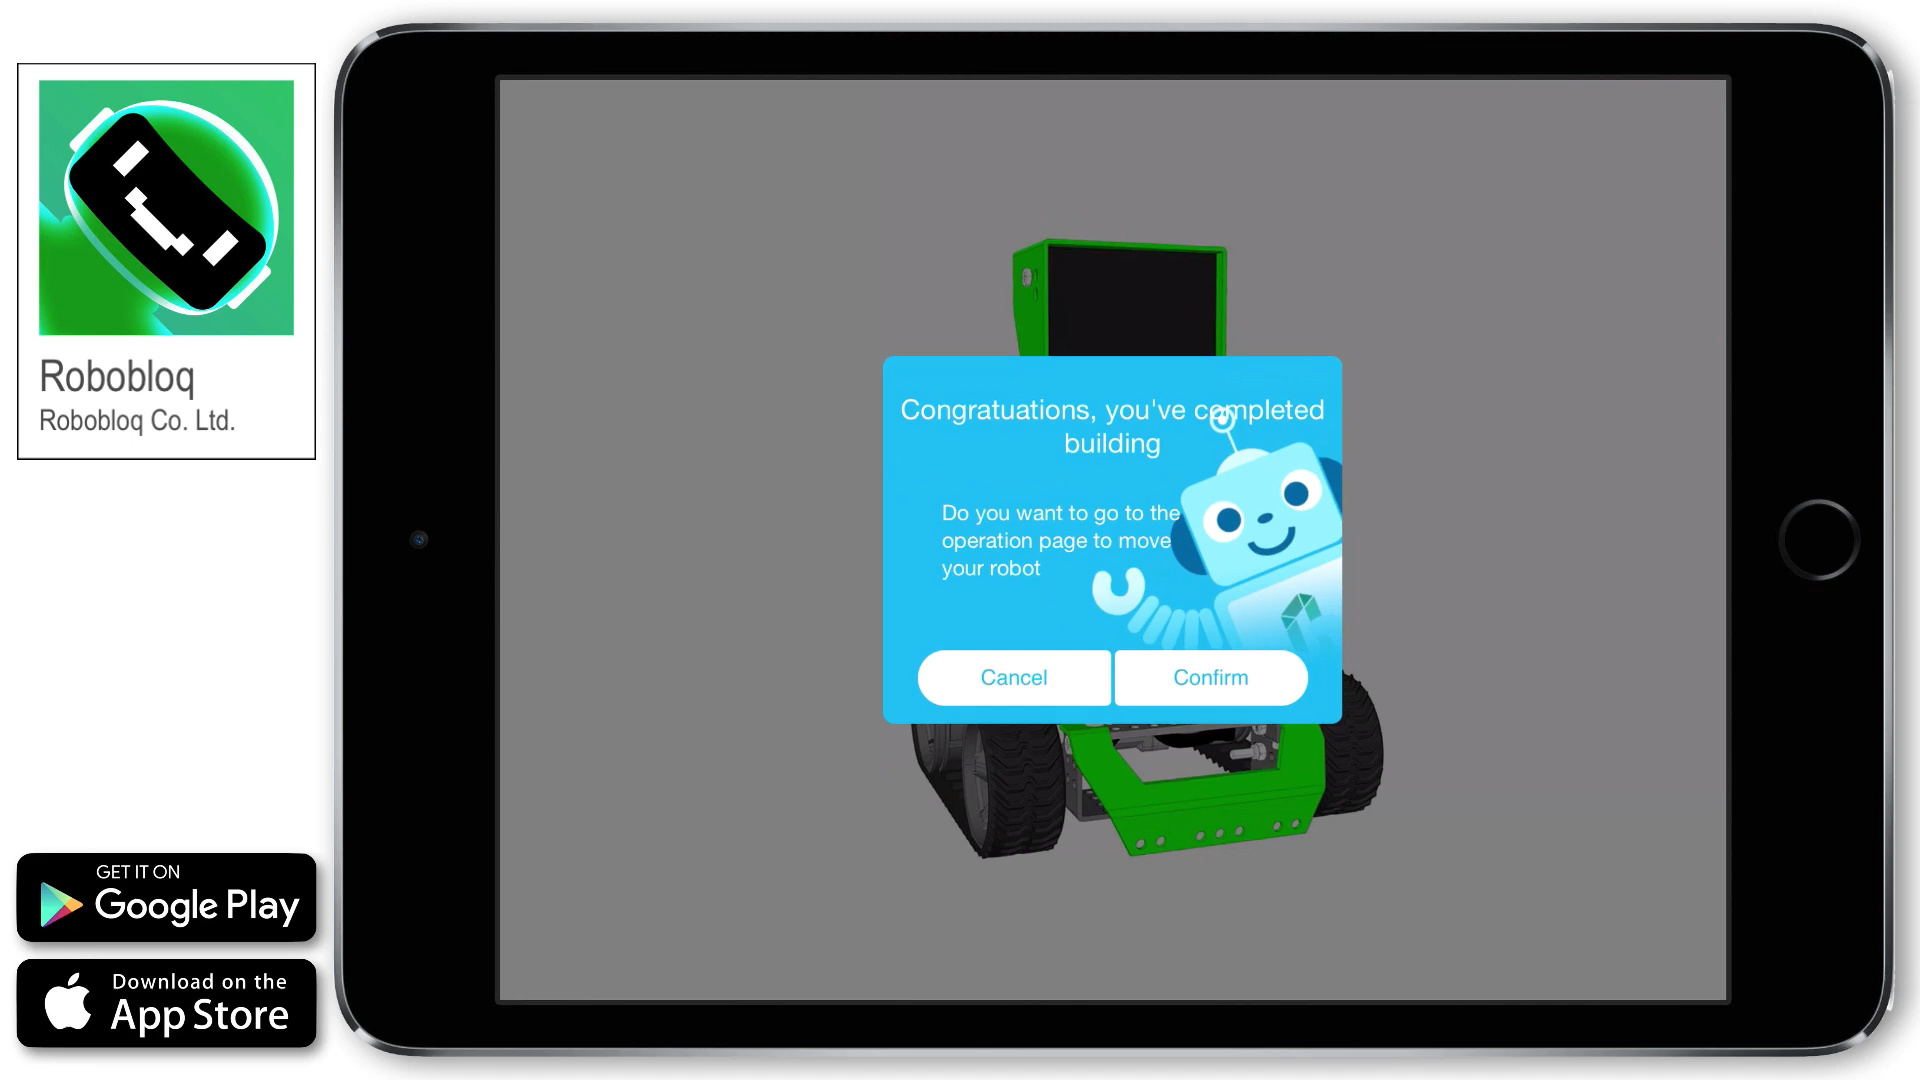 Robobloq
Robobloq Co. Ltd.
GET IT ON
Google Play
Download on the
App Store
Congratuations, you've completed
building
Do you want to go to the
operation page to move
your robot
Cancel
Confirm